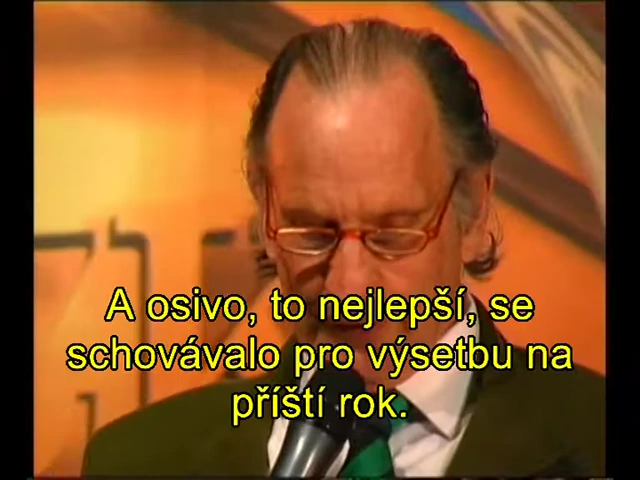 A osivo, to nejlepší, se
schovávalo pro výsetbu na
příští rok.